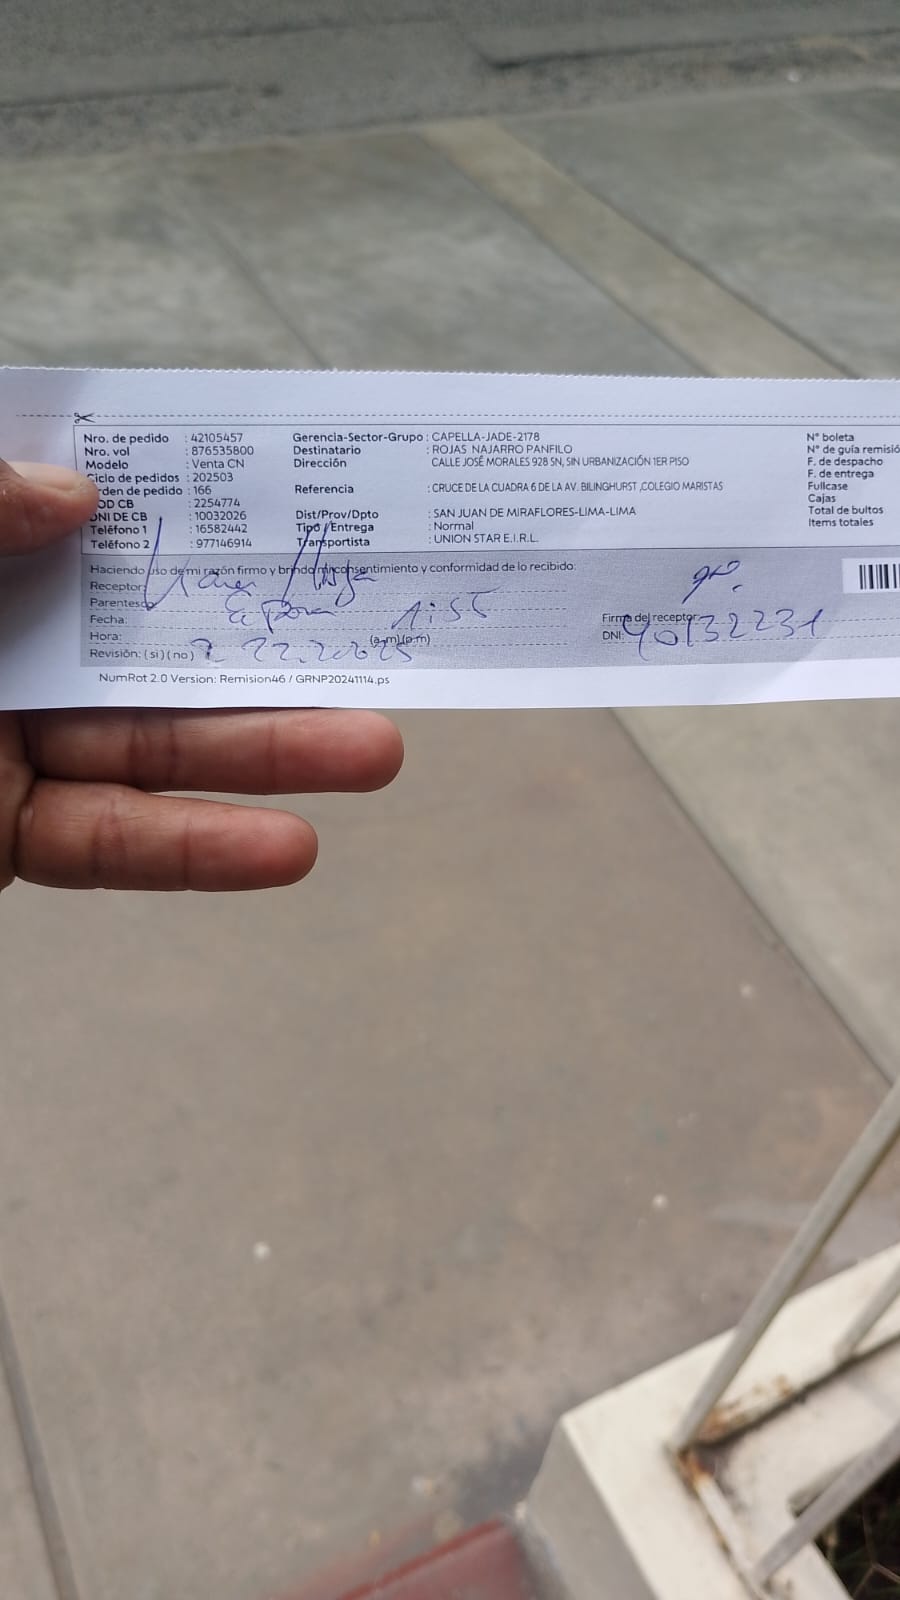 Nro. de pedido : 42105457
Nro. vol : 876535800
Modelo : Venta CN
Ciclo de pedidos : 202503
rden de pedido : 166
OD CB : 2254774
DNI DE CB : 10032026
Teléfono 1 : 16582442
Teléfono 2 : 977146914
Gerencia-Sector-Grupo : CAPELLA-JADE-2178
Destinatario : ROJAS NAJARRO PANFILO
Dirección CALLE JOSÉ MORALES 928 SN, SIN URBANIZACIÓN 1ER PISO
Referencia : CRUCE DE LA CUADRA 6 DE LA AV. BILINGHURST ,COLEGIO MARISTAS
Dist/Prov/Dpto : SAN JUAN DE MIRAFLORES-LIMA-LIMA
Tipo Entrega : Normal
Transportista : UNION STAR E.I.R.L.
N° boleta
N° de guía remisió
F. de despacho
F. de entrega
Fullcase
Cajas
Total de bultos
Items totales
Haciendo uso de mi razón firmo y brindo mi consentimiento y conformidad de lo recibido:
Receptor:
Parentesco
Fecha: 1:55
Hora: (a.m)(p.m)
Revisión: ( si ) ( no ) 22.2.2025
Firma del receptor:
DNI: 40132231
NumRot 2.0 Version: Remision46 / GRNP20241114.ps